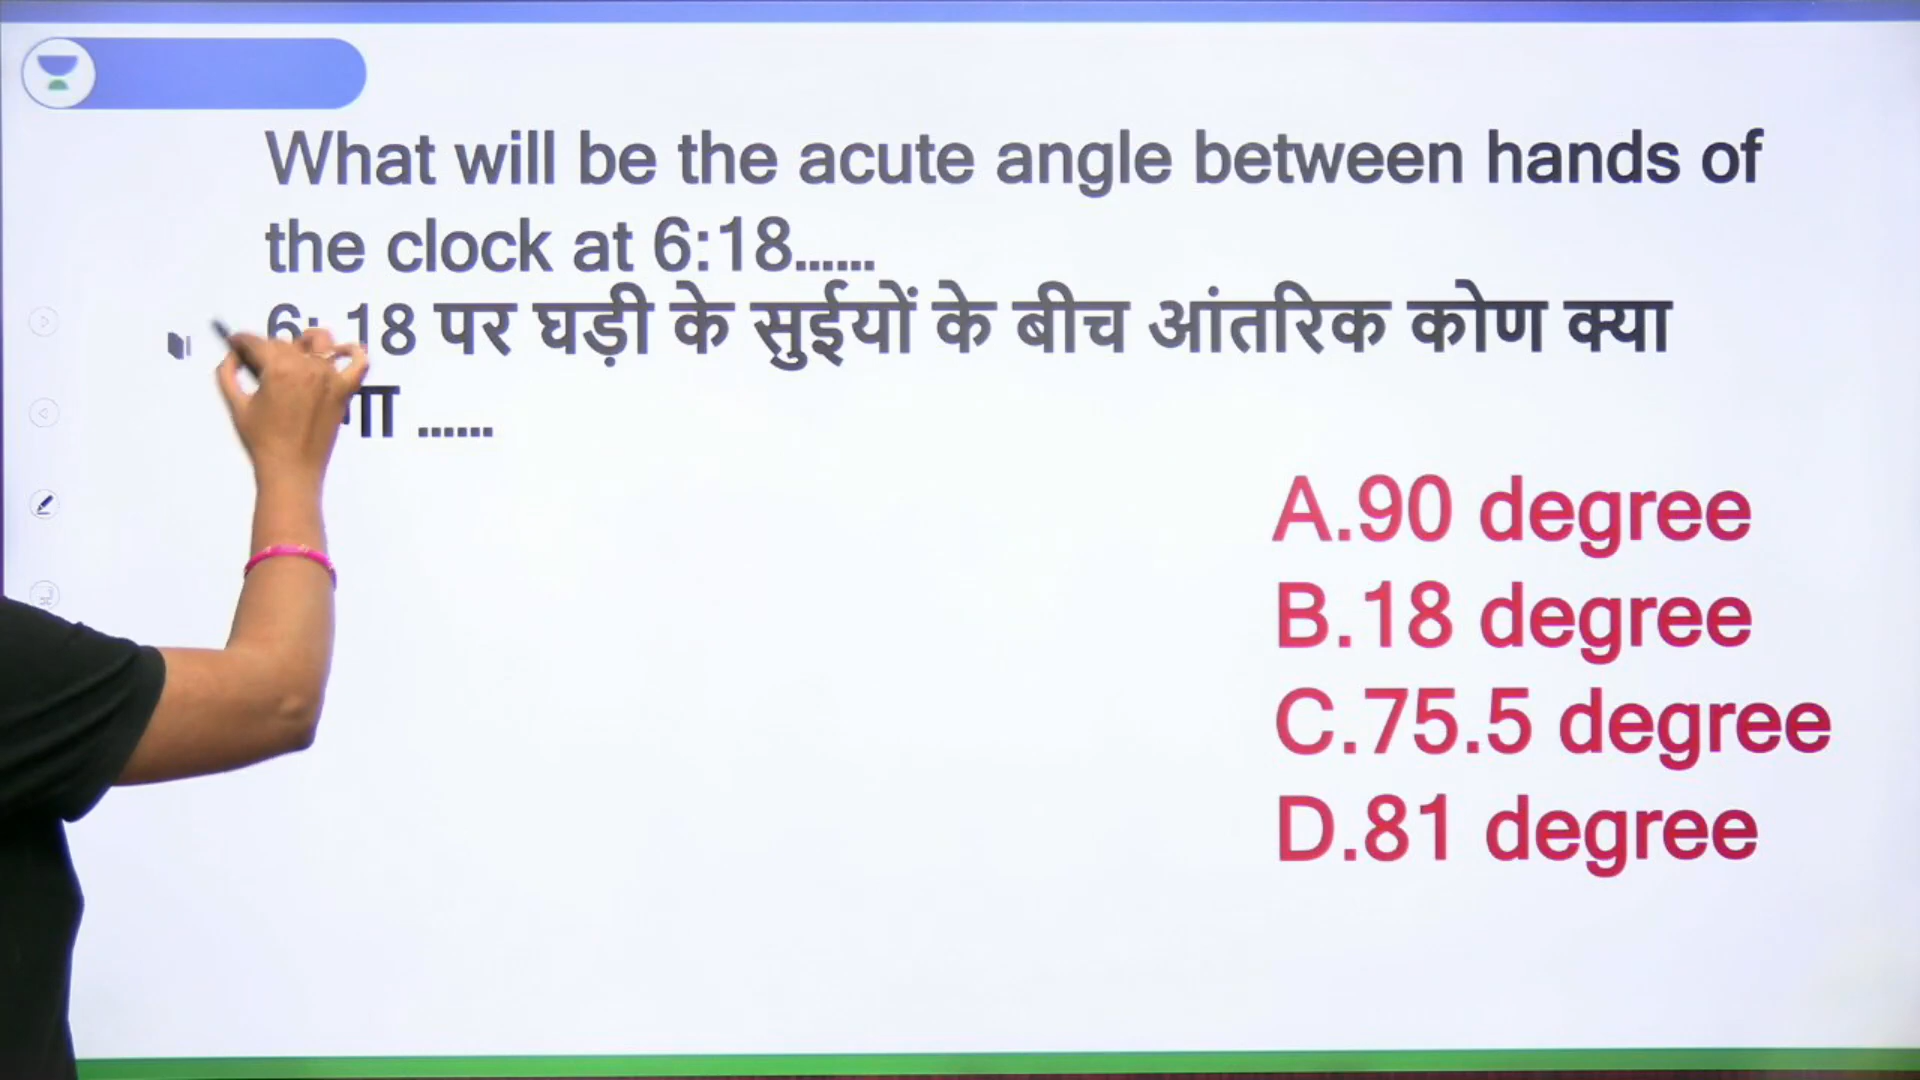 What will be the acute angle between hands of
the clock at 6:18......
6: 18 पर घड़ी के सुईयों के बीच आंतरिक कोण क्या
......
A.90 degree
B.18 degree
C.75.5 degree
D.81 degree